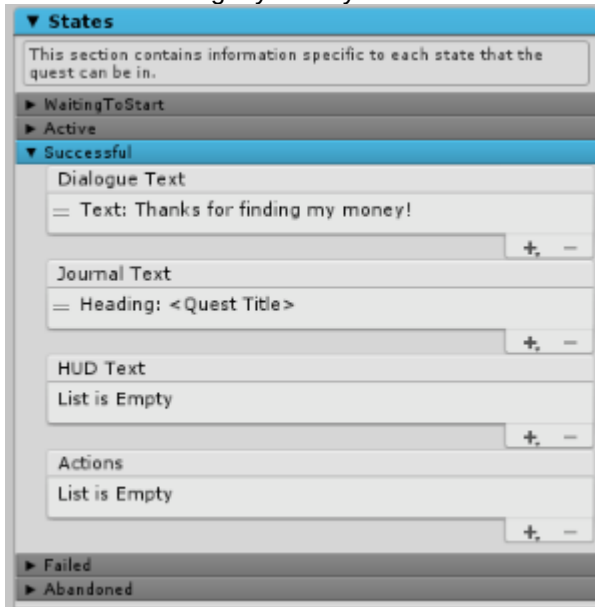 States
This section contains information specific to each state that the
quest can be in.
WaitingToStart
Active
Successful
Dialogue Text
= Text: Thanks for finding my money!
+, −
Journal Text
= Heading: <Quest Title>
+, −
HUD Text
List is Empty
+, −
Actions
List is Empty
+, −
Failed
Abandoned